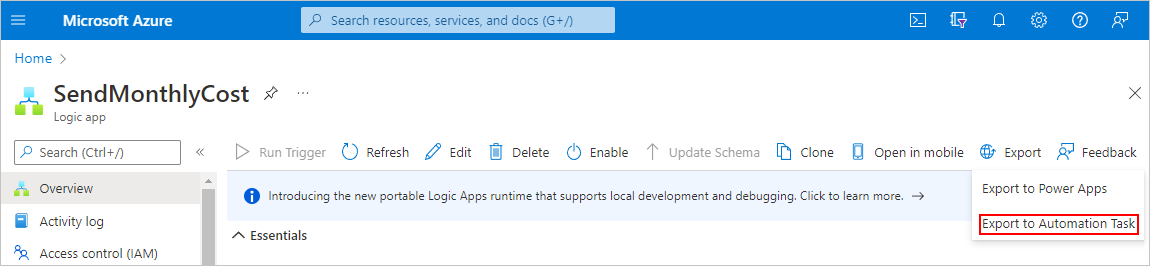 Microsoft Azure
Search resources, services, and docs (G+/)
Home
SendMonthlyCost
Logic app
Search (Ctrl+/)
Run Trigger Refresh Edit Delete Enable Update Schema Clone Open in mobile Export Feedback
Export to Power Apps
Export to Automation Task
Overview
Activity log
Access control (IAM)
Introducing the new portable Logic Apps runtime that supports local development and debugging. Click to learn more. →
Essentials